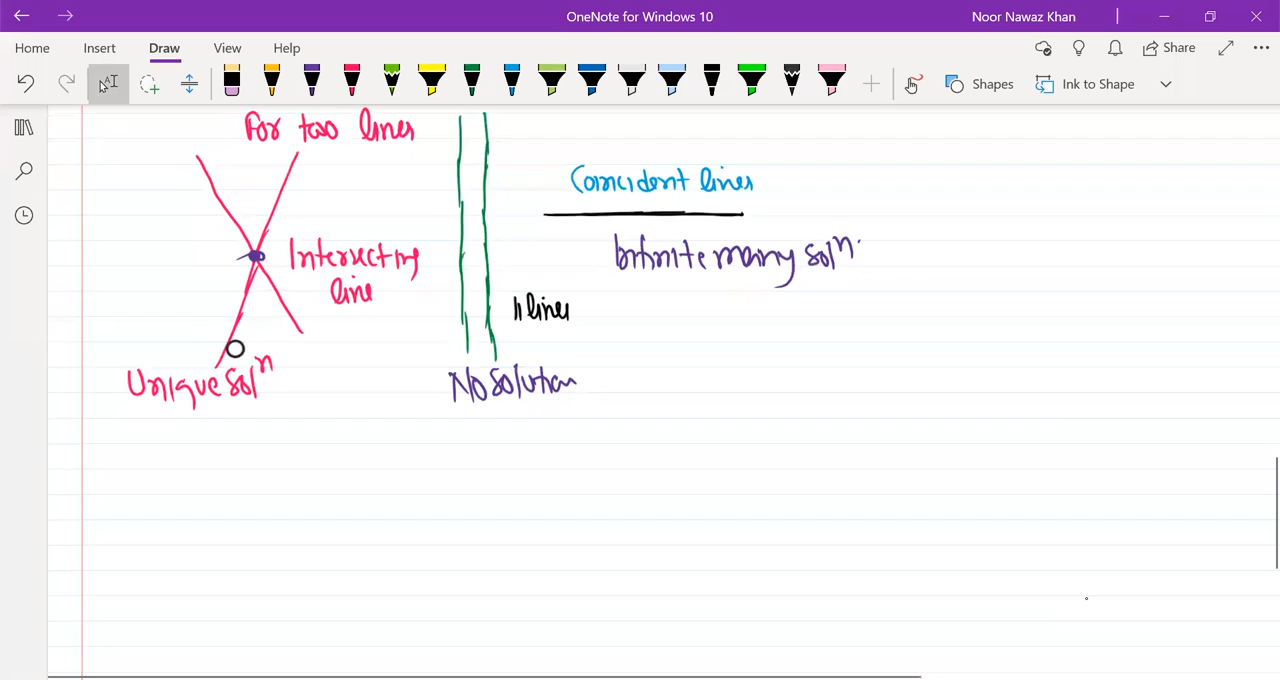 OneNote for Windows 10
Noor Nawaz Khan
Home Insert Draw View Help
Share
Shapes
Ink to Shape
For two lines
Coincident lines
Intersecting
line
Infinite many solⁿ.
11 lines
Unique solⁿ
No solution